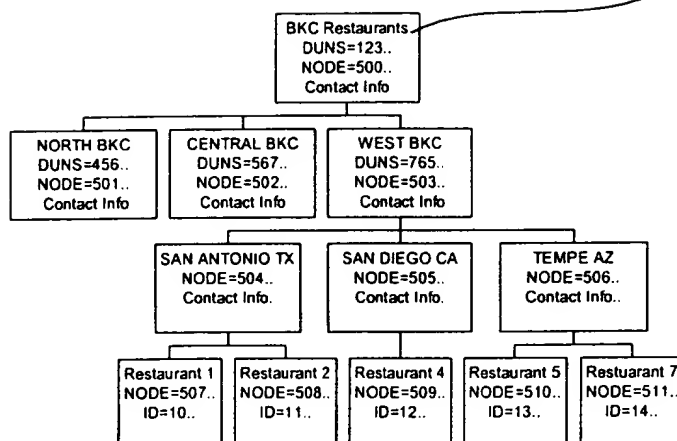 BKC Restaurants
DUNS=123..
NODE=500..
Contact Info
NORTH BKC
DUNS=456..
NODE=501..
Contact Info
CENTRAL BKC
DUNS=567..
NODE=502..
Contact Info
WEST BKC
DUNS=765..
NODE=503..
Contact Info
SAN ANTONIO TX
NODE=504..
Contact Info.
SAN DIEGO CA
NODE=505..
Contact Info.
TEMPE AZ
NODE=506..
Contact Info..
Restaurant 1
NODE=507..
ID=10..
Restaurant 2
NODE=508..
ID=11..
Restaurant 4
NODE=509..
ID=12..
Restaurant 5
NODE=510..
ID=13..
Restuarant 7
NODE=511..
ID=14..